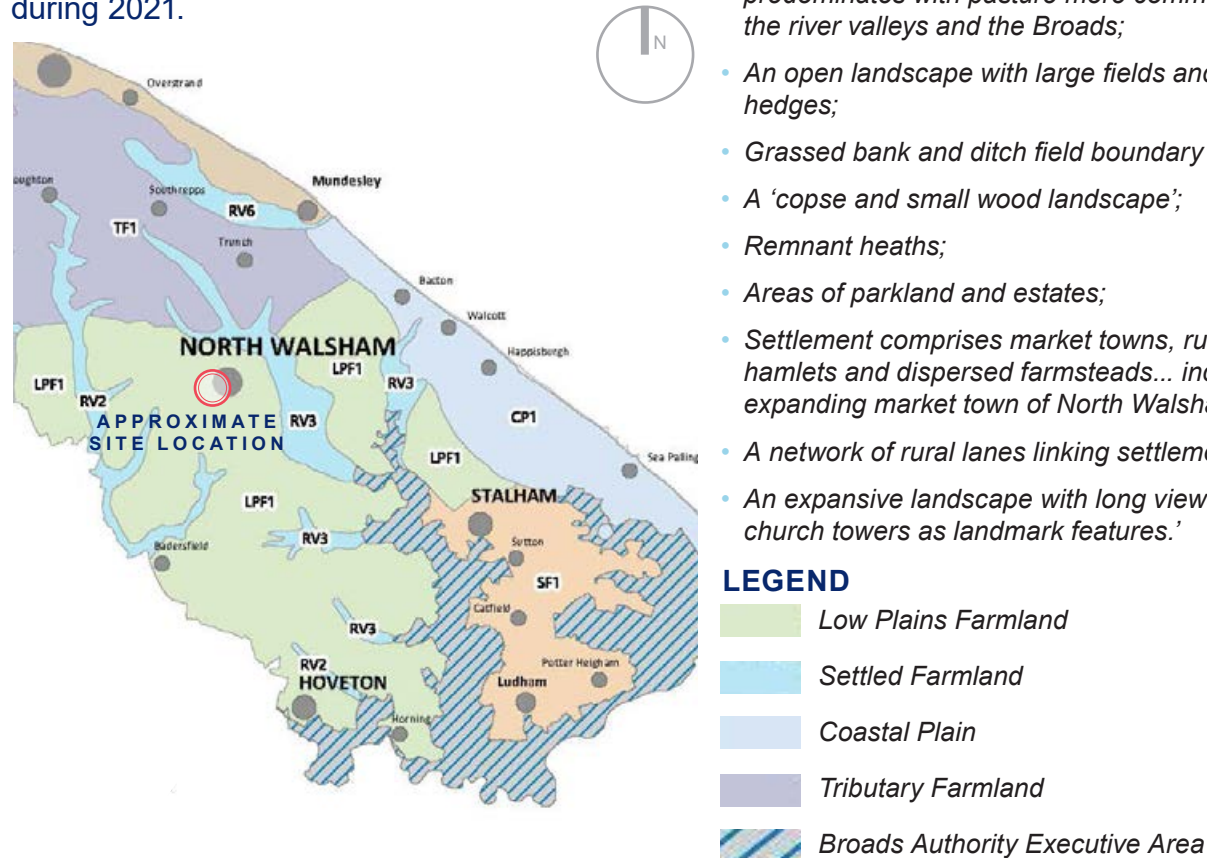 during 2021.
predominates with pasture more comm
the river valleys and the Broads;
• An open landscape with large fields and
hedges;
• Grassed bank and ditch field boundary
• A ‘copse and small wood landscape’;
• Remnant heaths;
• Areas of parkland and estates;
• Settlement comprises market towns, ru
hamlets and dispersed farmsteads... inc
expanding market town of North Walsha
• A network of rural lanes linking settleme
• An expansive landscape with long view
church towers as landmark features.’
N
Overstrand
oughton
Southrepps
Mundesley
RV6
TF1
Trunch
Bacton
Walcott
NORTH WALSHAM
Happisburgh
LPF1
LPF1
RV3
RV2
APPROXIMATE
SITE LOCATION
RV3
CP1
LPF1
Sea Palling
STALHAM
LPF1
RV3
Sutton
Badersfield
SF1
Catfield
RV3
RV2
Potter Heigham
HOVETON
Ludham
Horning
LEGEND
Low Plains Farmland
Settled Farmland
Coastal Plain
Tributary Farmland
Broads Authority Executive Area